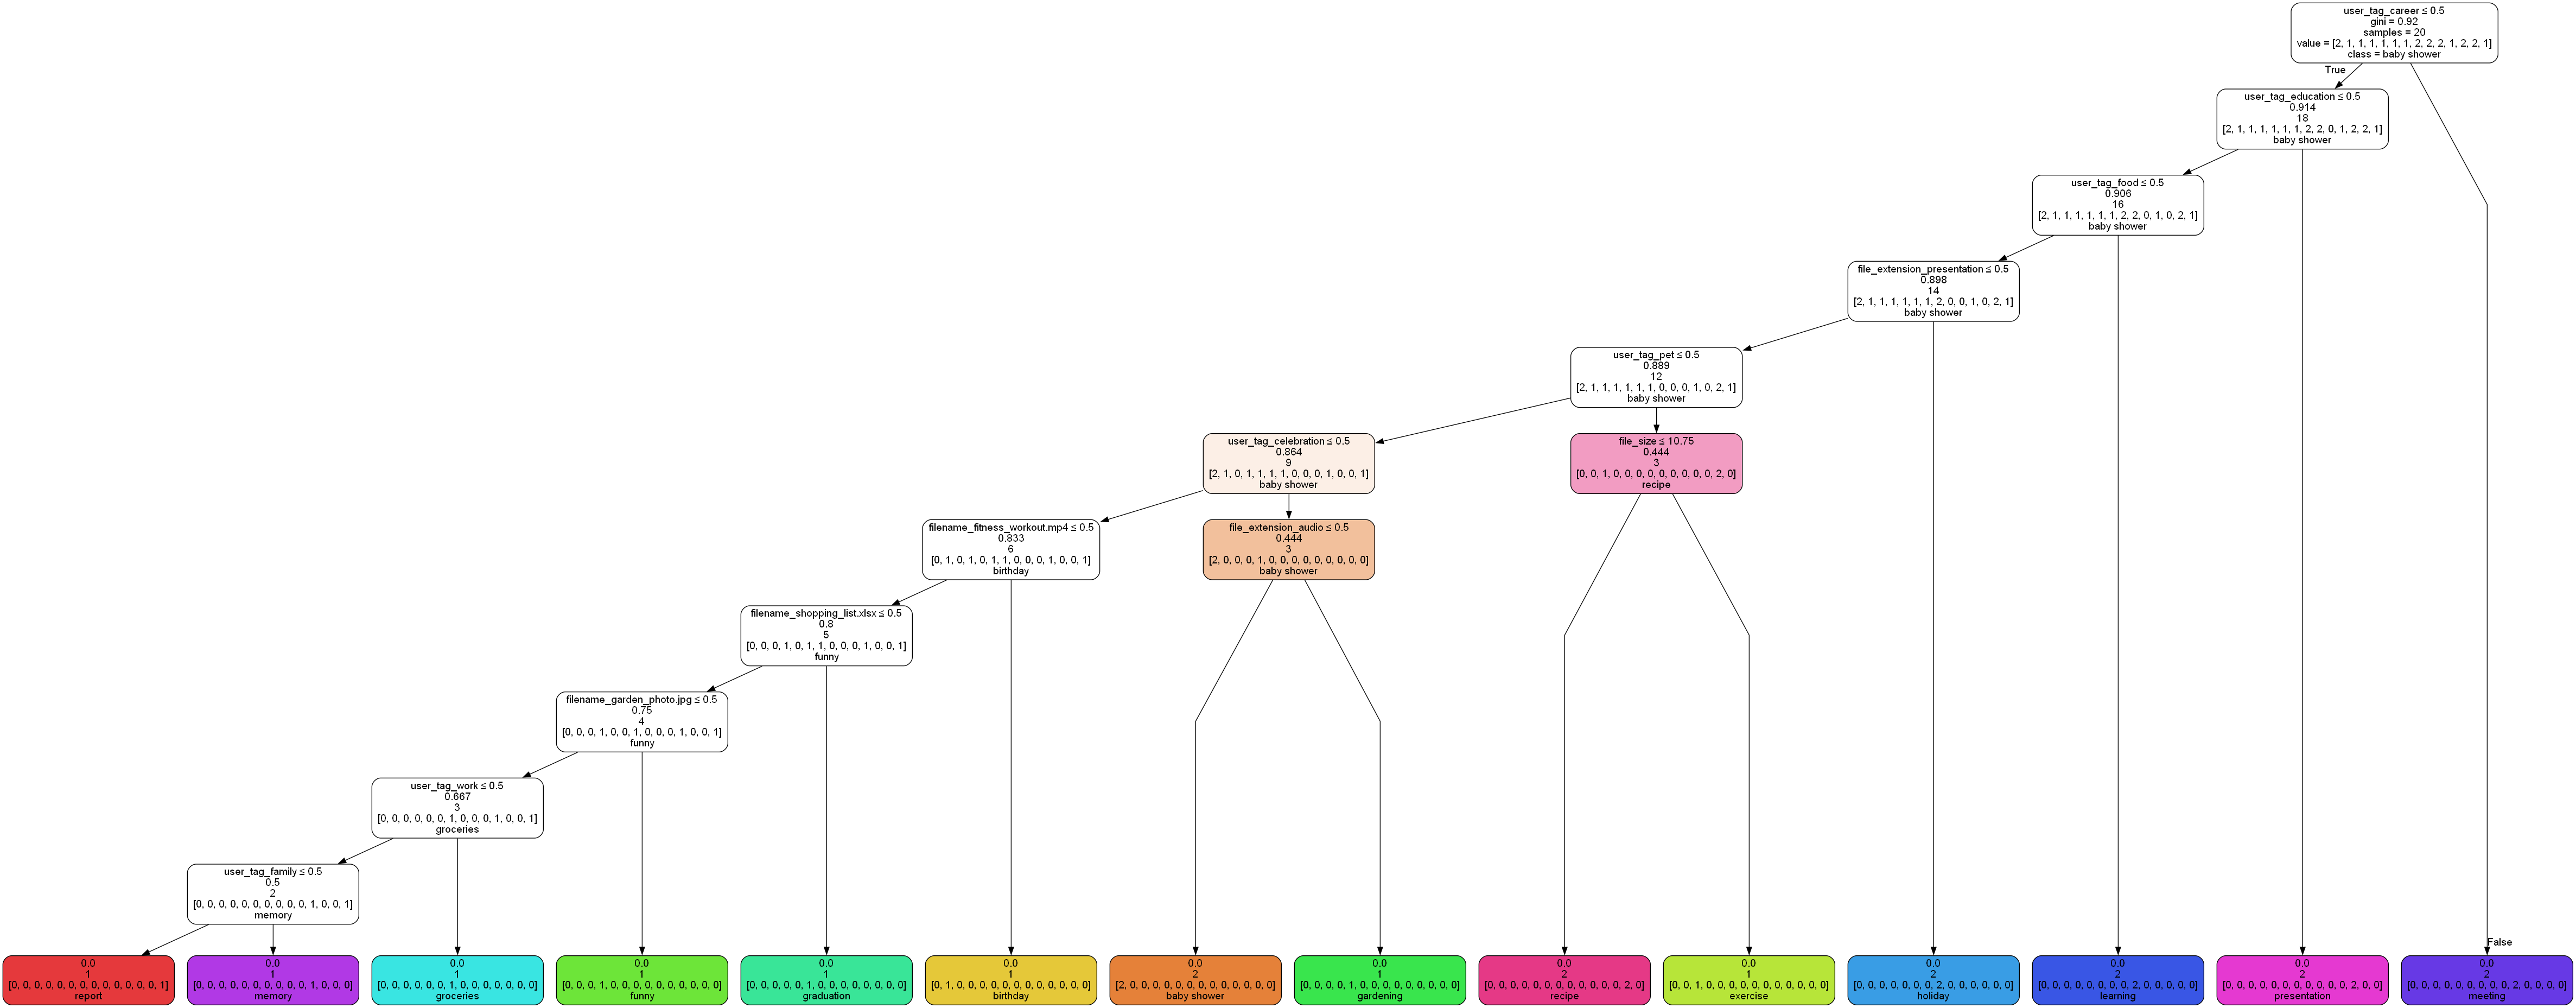 user_tag_career ≤ 0.5
gini = 0.92
samples = 20
value = [2, 1, 1, 1, 1, 1, 1, 2, 2, 2, 1, 2, 2, 1]
class = baby shower
True
user_tag_education ≤ 0.5
0.914
18
[2, 1, 1, 1, 1, 1, 1, 2, 2, 0, 1, 2, 2, 1]
baby shower
user_tag_food ≤ 0.5
0.906
16
[2, 1, 1, 1, 1, 1, 1, 2, 2, 0, 1, 0, 2, 1]
baby shower
file_extension_presentation ≤ 0.5
0.898
14
[2, 1, 1, 1, 1, 1, 1, 2, 0, 0, 1, 0, 2, 1]
baby shower
user_tag_pet ≤ 0.5
0.889
12
[2, 1, 1, 1, 1, 1, 1, 0, 0, 0, 1, 0, 2, 1]
baby shower
user_tag_celebration ≤ 0.5
0.864
9
[2, 1, 0, 1, 1, 1, 1, 0, 0, 0, 1, 0, 0, 1]
baby shower
file_size ≤ 10.75
0.444
3
[0, 0, 1, 0, 0, 0, 0, 0, 0, 0, 0, 0, 2, 0]
recipe
filename_fitness_workout.mp4 ≤ 0.5
0.833
6
[0, 1, 0, 1, 0, 1, 1, 0, 0, 0, 1, 0, 0, 1]
birthday
file_extension_audio ≤ 0.5
0.444
3
[2, 0, 0, 0, 1, 0, 0, 0, 0, 0, 0, 0, 0, 0]
baby shower
filename_shopping_list.xlsx ≤ 0.5
0.8
5
[0, 0, 0, 1, 0, 1, 1, 0, 0, 0, 1, 0, 0, 1]
funny
filename_garden_photo.jpg ≤ 0.5
0.75
4
[0, 0, 0, 1, 0, 0, 1, 0, 0, 0, 1, 0, 0, 1]
funny
user_tag_work ≤ 0.5
0.667
3
[0, 0, 0, 0, 0, 0, 1, 0, 0, 0, 1, 0, 0, 1]
groceries
user_tag_family ≤ 0.5
0.5
2
[0, 0, 0, 0, 0, 0, 0, 0, 0, 0, 1, 0, 0, 1]
memory
False
0.0
1
[0, 0, 0, 0, 0, 0, 0, 0, 0, 0, 0, 0, 0, 1]
report
0.0
1
[0, 0, 0, 0, 0, 0, 0, 0, 0, 0, 1, 0, 0, 0]
memory
0.0
1
[0, 0, 0, 0, 0, 0, 1, 0, 0, 0, 0, 0, 0, 0]
groceries
0.0
1
[0, 0, 0, 1, 0, 0, 0, 0, 0, 0, 0, 0, 0, 0]
funny
0.0
1
[0, 0, 0, 0, 0, 1, 0, 0, 0, 0, 0, 0, 0, 0]
graduation
0.0
1
[0, 1, 0, 0, 0, 0, 0, 0, 0, 0, 0, 0, 0, 0]
birthday
0.0
2
[2, 0, 0, 0, 0, 0, 0, 0, 0, 0, 0, 0, 0, 0]
baby shower
0.0
1
[0, 0, 0, 0, 1, 0, 0, 0, 0, 0, 0, 0, 0, 0]
gardening
0.0
2
[0, 0, 0, 0, 0, 0, 0, 0, 0, 0, 0, 0, 2, 0]
recipe
0.0
1
[0, 0, 1, 0, 0, 0, 0, 0, 0, 0, 0, 0, 0, 0]
exercise
0.0
2
[0, 0, 0, 0, 0, 0, 0, 2, 0, 0, 0, 0, 0, 0]
holiday
0.0
2
[0, 0, 0, 0, 0, 0, 0, 0, 2, 0, 0, 0, 0, 0]
learning
0.0
2
[0, 0, 0, 0, 0, 0, 0, 0, 0, 0, 0, 2, 0, 0]
presentation
0.0
2
[0, 0, 0, 0, 0, 0, 0, 0, 0, 2, 0, 0, 0, 0]
meeting